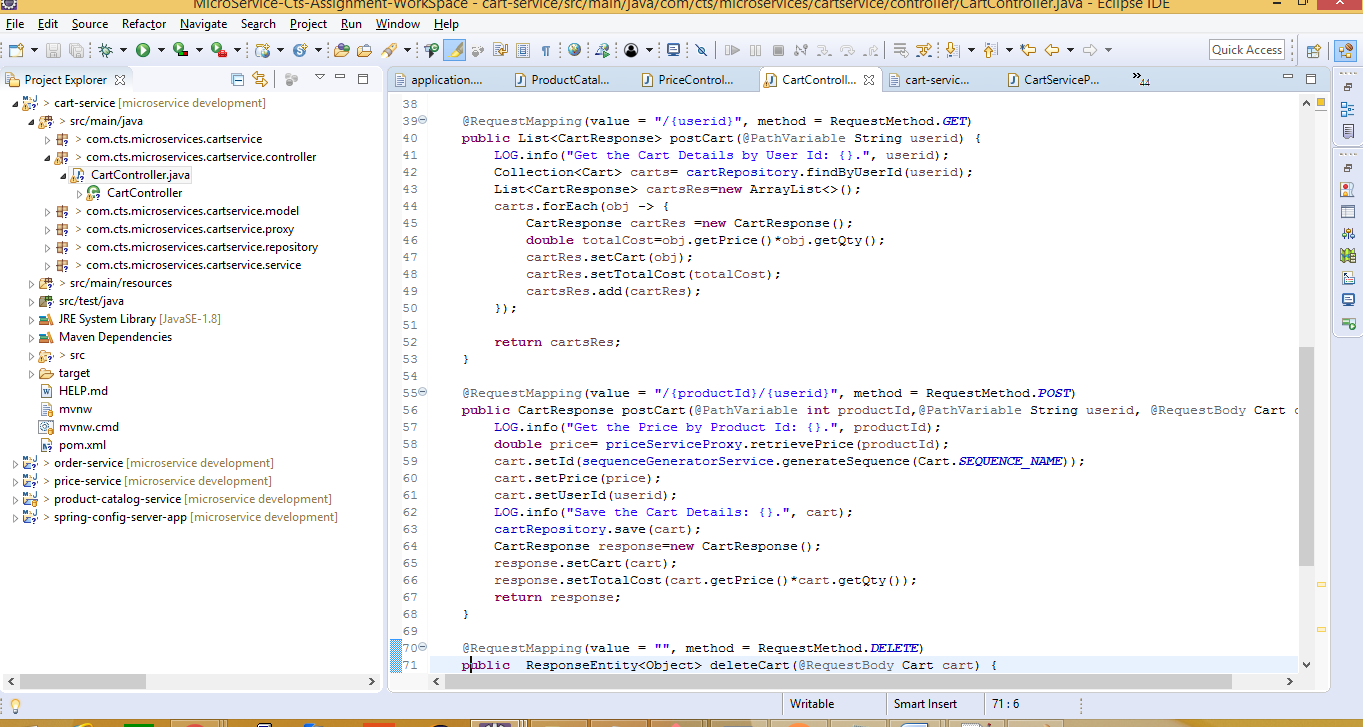 MicroService-Cts-Assignment-WorkSpace - cart-service/src/main/java/com/cts/microservices/cartservice/controller/CartController.java - Eclipse IDE
File Edit Source Refactor Navigate Search Project Run Window Help
Quick Access
Project Explorer
application....
ProductCatal...
PriceControl...
CartControll...
cart-servic...
CartServiceP...
44
> cart-service [microservice development]
> src/main/java
> com.cts.microservices.cartservice
> com.cts.microservices.cartservice.controller
CartController.java
CartController
> com.cts.microservices.cartservice.model
> com.cts.microservices.cartservice.proxy
> com.cts.microservices.cartservice.repository
> com.cts.microservices.cartservice.service
> src/main/resources
src/test/java
JRE System Library [JavaSE-1.8]
Maven Dependencies
> src
target
HELP.md
mvnw
mvnw.cmd
pom.xml
> order-service [microservice development]
> price-service [microservice development]
> product-catalog-service [microservice development]
> spring-config-server-app [microservice development]
38
39 @RequestMapping(value = "/{userid}", method = RequestMethod.GET)
40 public List<CartResponse> postCart(@PathVariable String userid) {
41 LOG.info("Get the Cart Details by User Id: {}.", userid);
42 Collection<Cart> carts= cartRepository.findByUserId(userid);
43 List<CartResponse> cartsRes=new ArrayList<>();
44 carts.forEach(obj -> {
45 CartResponse cartRes =new CartResponse();
46 double totalCost=obj.getPrice()*obj.getQty();
47 cartRes.setCart(obj);
48 cartRes.setTotalCost(totalCost);
49 cartsRes.add(cartRes);
50 });
51
52 return cartsRes;
53 }
54
55 @RequestMapping(value = "/{productId}/{userid}", method = RequestMethod.POST)
56 public CartResponse postCart(@PathVariable int productId,@PathVariable String userid, @RequestBody Cart c
57 LOG.info("Get the Price by Product Id: {}.", productId);
58 double price= priceServiceProxy.retrievePrice(productId);
59 cart.setId(sequenceGeneratorService.generateSequence(Cart.SEQUENCE_NAME));
60 cart.setPrice(price);
61 cart.setUserId(userid);
62 LOG.info("Save the Cart Details: {}.", cart);
63 cartRepository.save(cart);
64 CartResponse response=new CartResponse();
65 response.setCart(cart);
66 response.setTotalCost(cart.getPrice()*cart.getQty());
67 return response;
68 }
69
70 @RequestMapping(value = "", method = RequestMethod.DELETE)
71 public  ResponseEntity<Object> deleteCart(@RequestBody Cart cart) {
Writable
Smart Insert
71 : 6